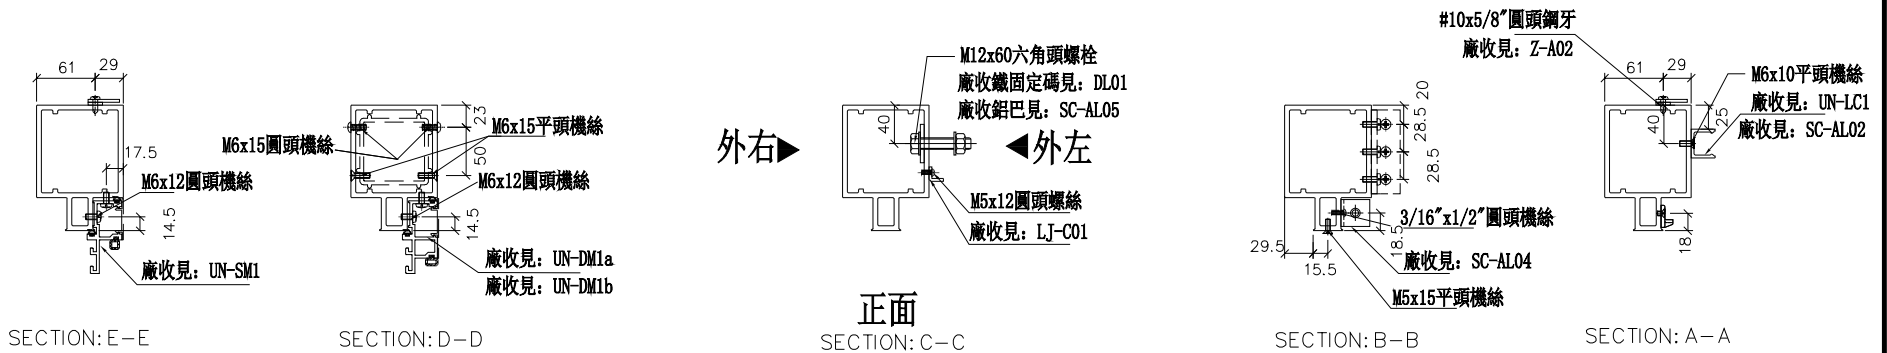 61
29
17.5
M6x12圓頭機絲
14.5
廠收見: UN-SM1
SECTION: E-E
23
M6x15平頭機絲
M6x15圓頭機絲
50
M6x12圓頭機絲
14.5
廠收見: UN-DM1a
廠收見: UN-DM1b
SECTION: D-D
外右
M12x60六角頭螺栓
廠收鐵固定碼見: DL01
廠收鋁巴見: SC-AL05
40
外左
M5x12圓頭螺絲
廠收見: LJ-C01
正面
SECTION: C-C
20
28.5
28.5
3/16"x1/2"圓頭機絲
18.5
29.5
15.5
廠收見: SC-AL04
M5x15平頭機絲
SECTION: B-B
#10x5/8"圓頭鋼牙
廠收見: Z-A02
61
29
M6x10平頭機絲
廠收見: UN-LC1
廠收見: SC-AL02
40
25
18
SECTION: A-A